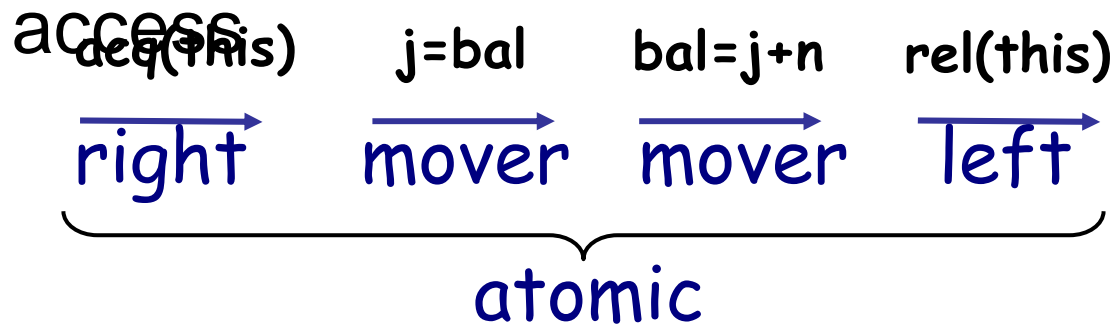 access
acq(this) j=bal bal=j+n rel(this)
right mover mover left
atomic